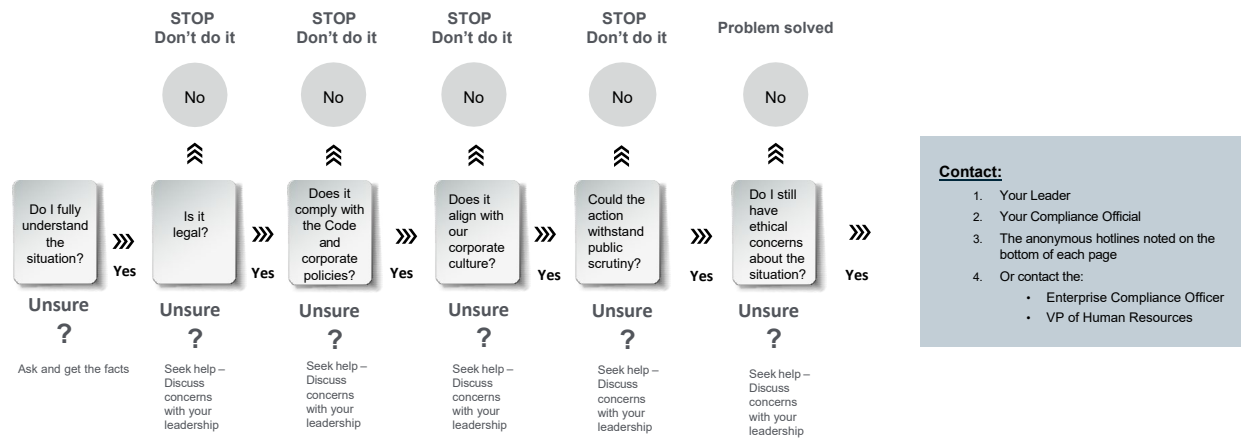 STOP
Don’t do it
No
Do I fully
understand
the
situation?
Yes
Unsure
?
Ask and get the facts
Is it
legal?
Yes
Unsure
?
Seek help –
Discuss
concerns
with your
leadership
STOP
Don’t do it
No
Does it
comply with
the Code
and
corporate
policies?
Yes
Unsure
?
Seek help –
Discuss
concerns
with your
leadership
STOP
Don’t do it
No
Does it
align with
our
corporate
culture?
Yes
Unsure
?
Seek help –
Discuss
concerns
with your
leadership
STOP
Don’t do it
No
Could the
action
withstand
public
scrutiny?
Yes
Unsure
?
Seek help –
Discuss
concerns
with your
leadership
Problem solved
No
Do I still
have
ethical
concerns
about the
situation?
Yes
Unsure
?
Seek help –
Discuss
concerns
with your
leadership
Contact:
1. Your Leader
2. Your Compliance Official
3. The anonymous hotlines noted on the
bottom of each page
4. Or contact the:
• Enterprise Compliance Officer
• VP of Human Resources